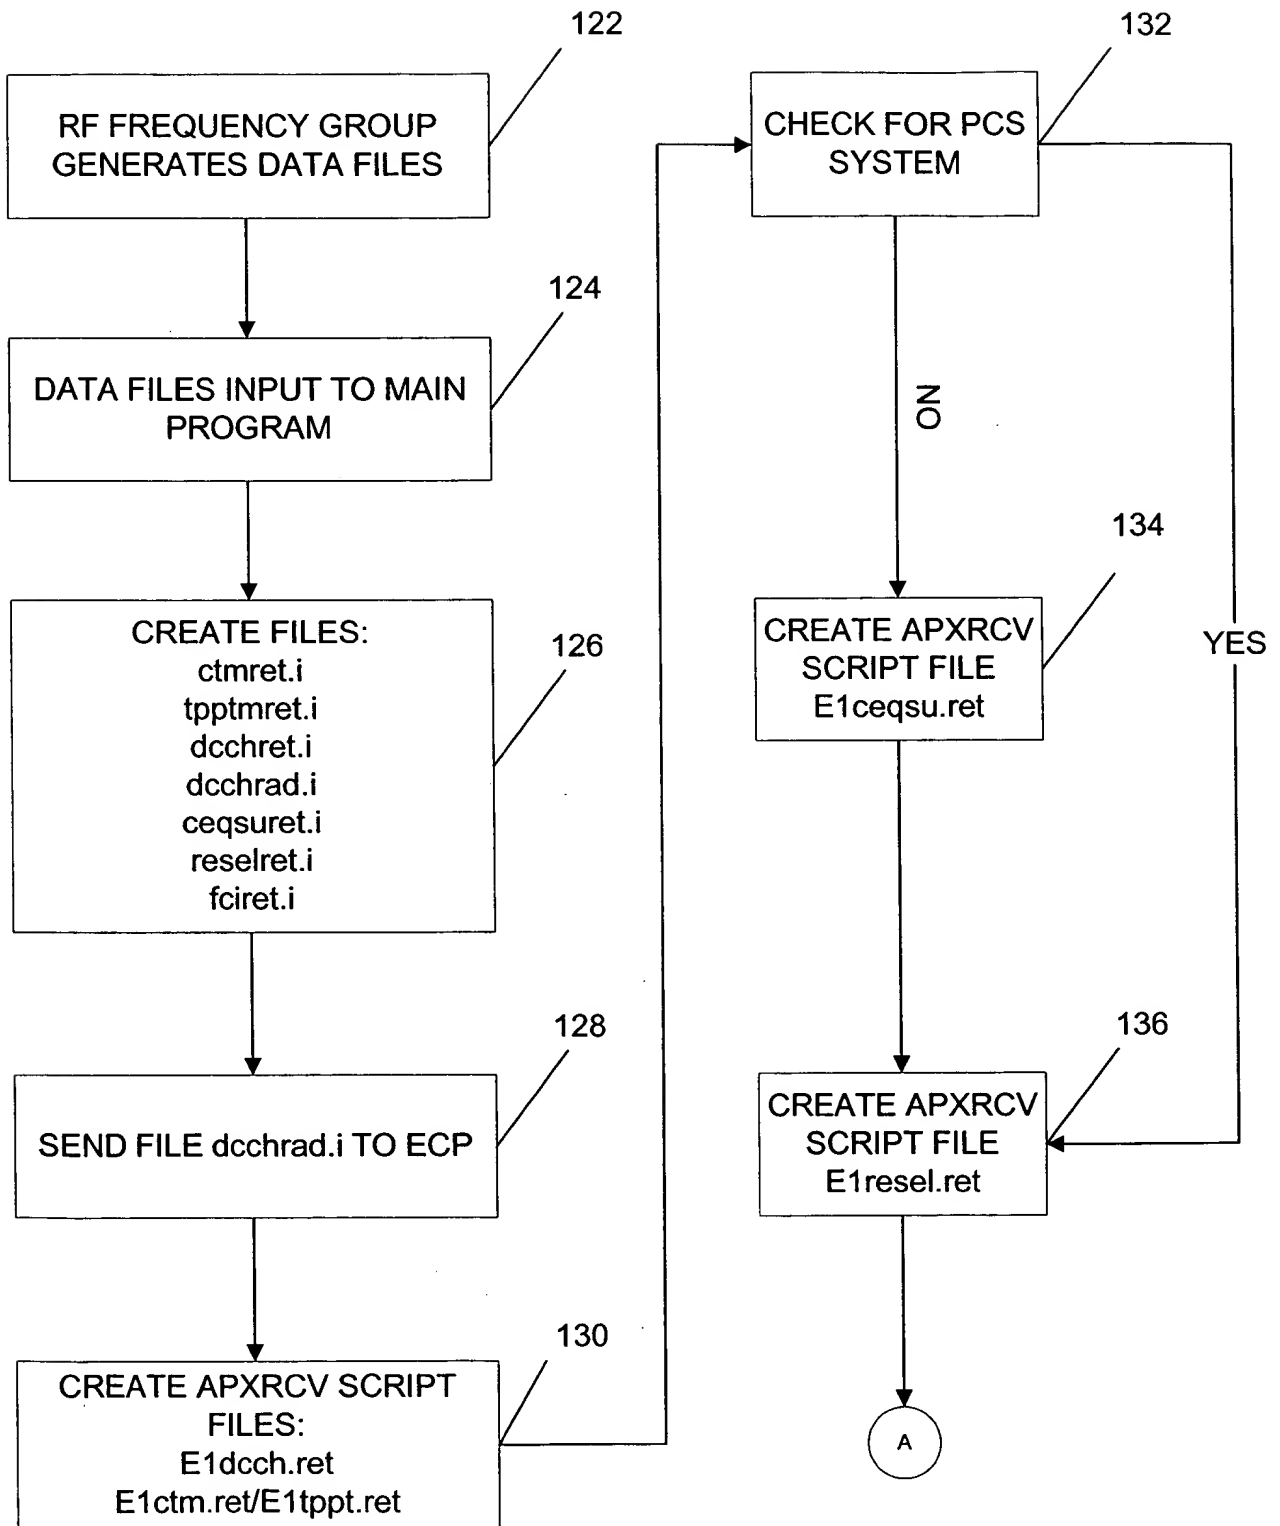 122
RF FREQUENCY GROUP
GENERATES DATA FILES
124
DATA FILES INPUT TO MAIN
PROGRAM
CREATE FILES:
ctmret.i
tpptmret.i
dcchret.i
dcchrad.i
ceqsuret.i
reselret.i
fciret.i
126
128
SEND FILE dcchrad.i TO ECP
130
CREATE APXRCV SCRIPT
FILES:
E1dcch.ret
E1ctm.ret/E1tppt.ret
132
CHECK FOR PCS
SYSTEM
NO
134
CREATE APXRCV
SCRIPT FILE
E1ceqsu.ret
YES
136
CREATE APXRCV
SCRIPT FILE
E1resel.ret
A